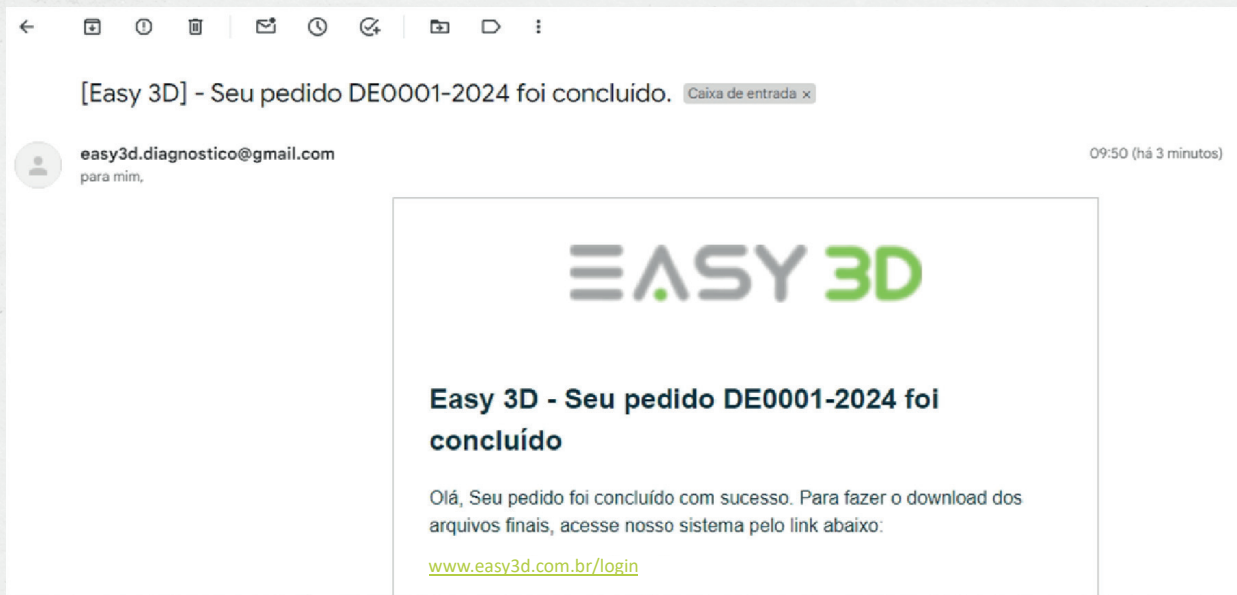 [Easy 3D] - Seu pedido DE0001-2024 foi concluido. Caixa de entrada x
easy3d.diagnostico@gmail.com 09:50 (há 3 minutos)
para mim,
EASY 3D
Easy 3D - Seu pedido DE0001-2024 foi
concluído
Olá, Seu pedido foi concluído com sucesso. Para fazer o download dos
arquivos finais, acesse nosso sistema pelo link abaixo:
www.easy3d.com.br/login